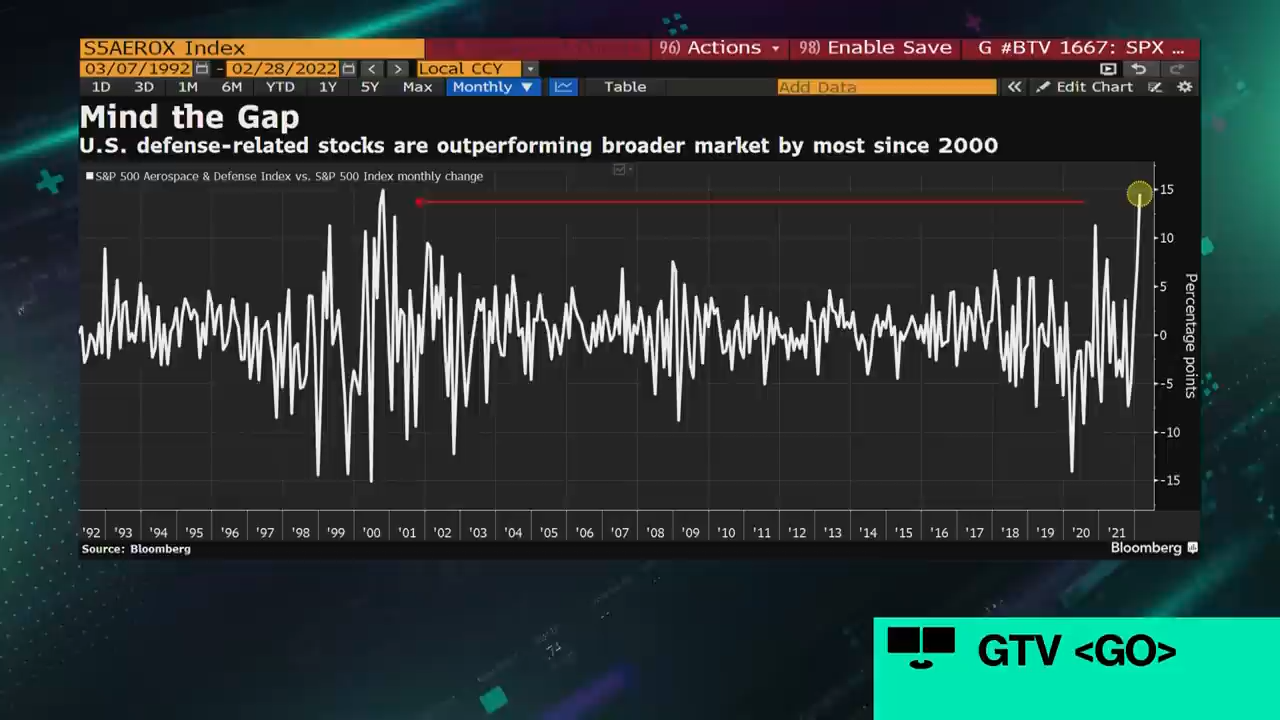 S5AEROX Index
96) Actions
98) Enable Save
G #BTV 1667: SPX ...
03/07/1992 - 02/28/2022 < > Local CCY
1D 3D 1M 6M YTD 1Y 5Y Max Monthly Table Add Data « Edit Chart
Mind the Gap
U.S. defense-related stocks are outperforming broader market by most since 2000
S&P 500 Aerospace & Defense Index vs. S&P 500 Index monthly change
15
10
5
0
-5
-10
-15
Percentage points
'92 '93 '94 '95 '96 '97 '98 '99 '00 '01 '02 '03 '04 '05 '06 '07 '08 '09 '10 '11 '12 '13 '14 '15 '16 '17 '18 '19 '20 '21
Source: Bloomberg
Bloomberg
GTV <GO>